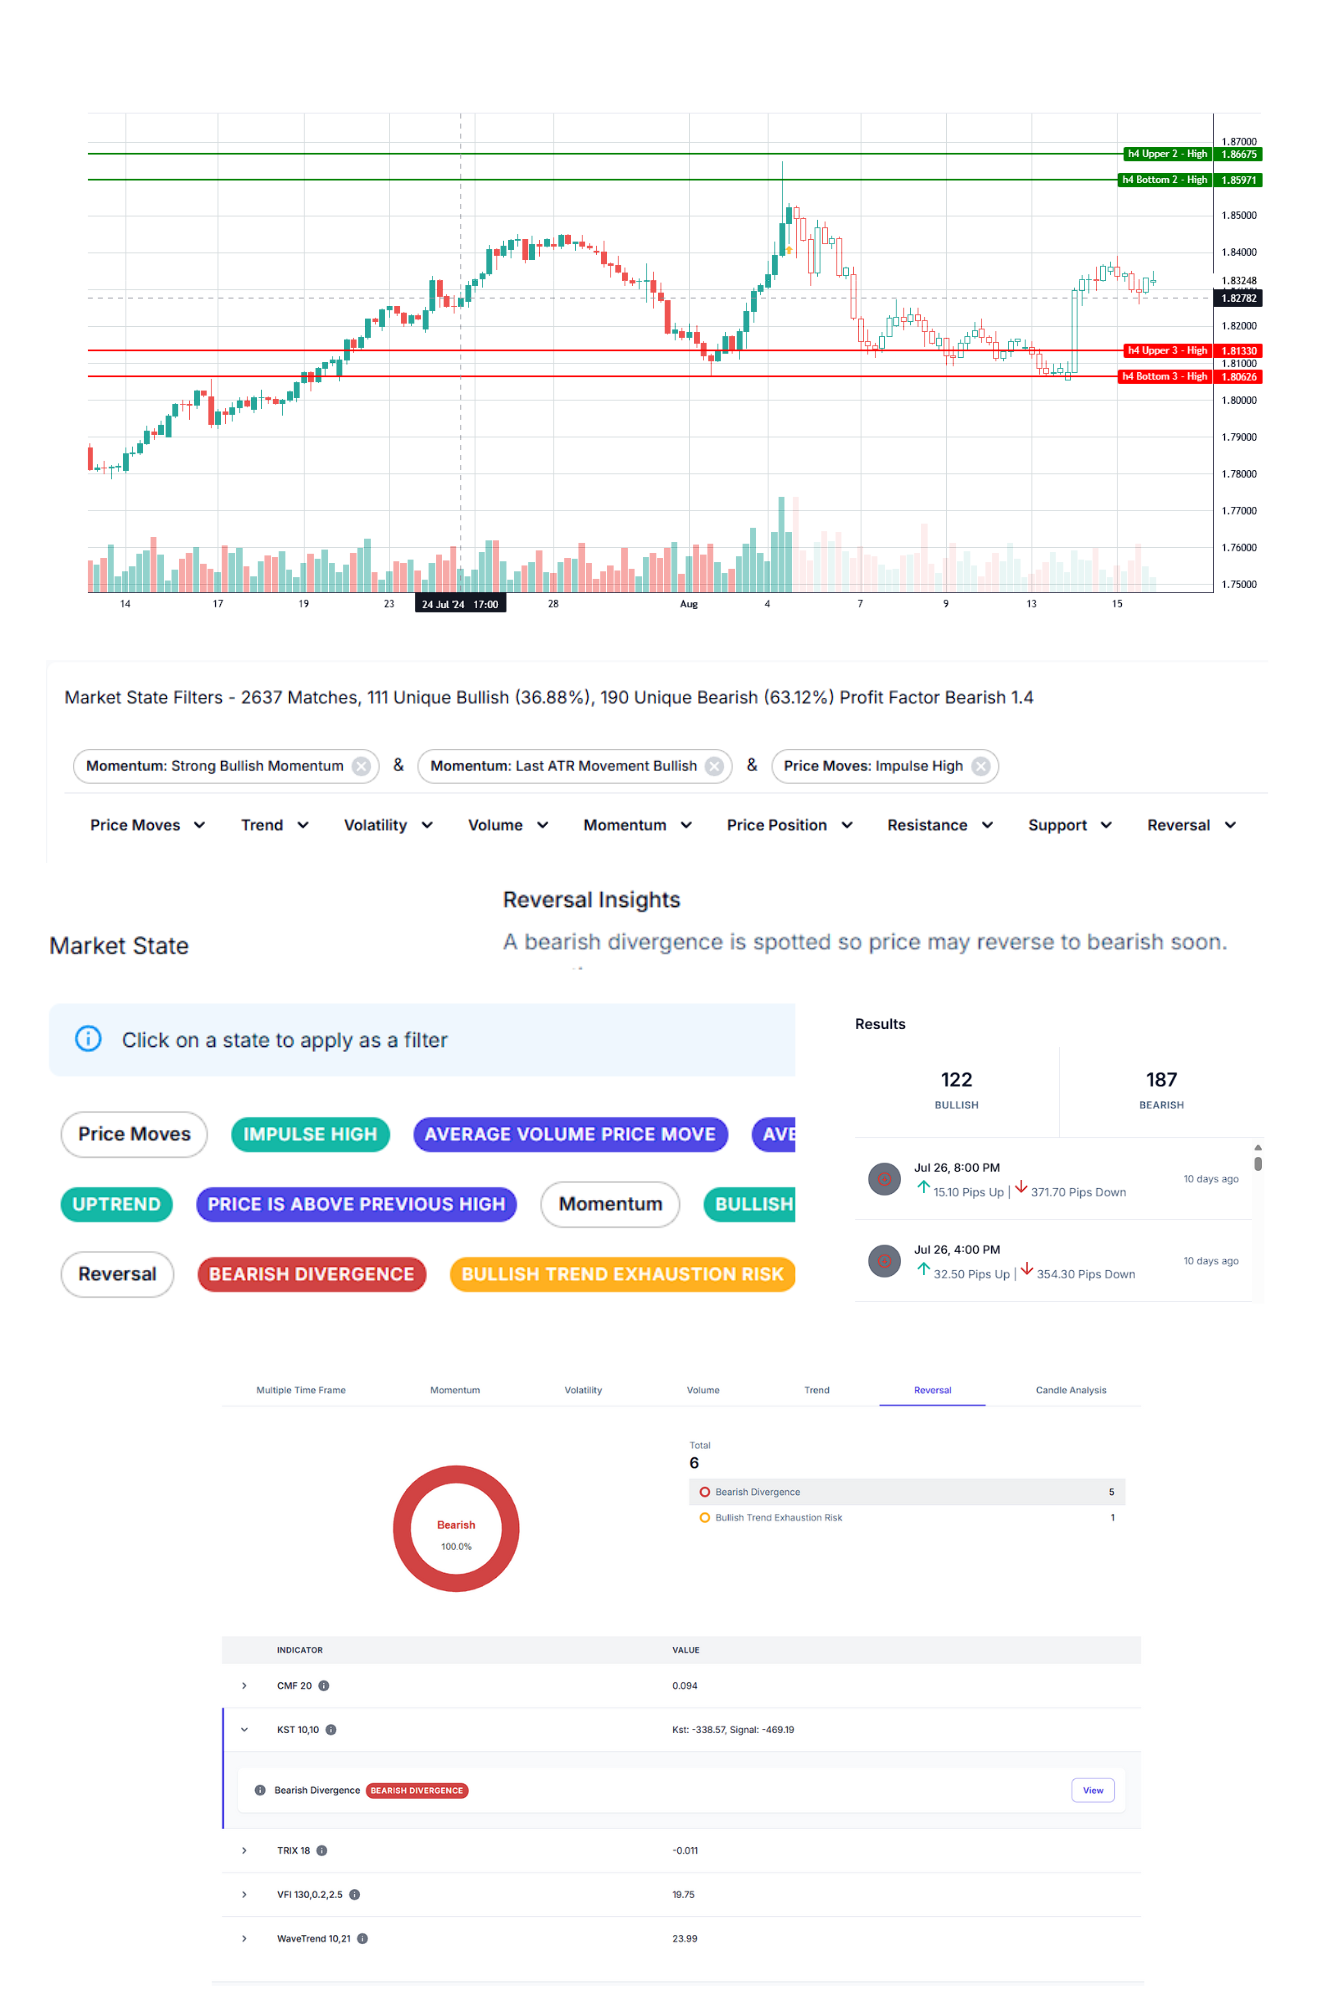 1.87000
h4 Upper 2 - High 1.86675
h4 Bottom 2 - High 1.85971
1.85000
1.84000
1.83248
1.82782
1.82000
h4 Upper 3 - High 1.81330
1.81000
h4 Bottom 3 - High 1.80626
1.80000
1.79000
1.78000
1.77000
1.76000
1.75000
14 17 19 23 24 Jul '24 17:00 28 Aug 4 7 9 13 15
Market State Filters - 2637 Matches, 111 Unique Bullish (36.88%), 190 Unique Bearish (63.12%) Profit Factor Bearish 1.4
Momentum: Strong Bullish Momentum & Momentum: Last ATR Movement Bullish & Price Moves: Impulse High
Price Moves Trend Volatility Volume Momentum Price Position Resistance Support Reversal
Reversal Insights
A bearish divergence is spotted so price may reverse to bearish soon.
Market State
Click on a state to apply as a filter
Price Moves IMPULSE HIGH AVERAGE VOLUME PRICE MOVE AVE
UPTREND PRICE IS ABOVE PREVIOUS HIGH Momentum BULLISH
Reversal BEARISH DIVERGENCE BULLISH TREND EXHAUSTION RISK
Results
122 187
BULLISH BEARISH
Jul 26, 8:00 PM
15.10 Pips Up | 371.70 Pips Down
10 days ago
Jul 26, 4:00 PM
32.50 Pips Up | 354.30 Pips Down
10 days ago
Multiple Time Frame Momentum Volatility Volume Trend Reversal Candle Analysis
Bearish
100.0%
Total
6
Bearish Divergence 5
Bullish Trend Exhaustion Risk 1
INDICATOR VALUE
CMF 20 0.094
KST 10,10 Kst: -338.57, Signal: -469.19
Bearish Divergence BEARISH DIVERGENCE View
TRIX 18 -0.011
VFI 130,0.2,2.5 19.75
WaveTrend 10,21 23.99